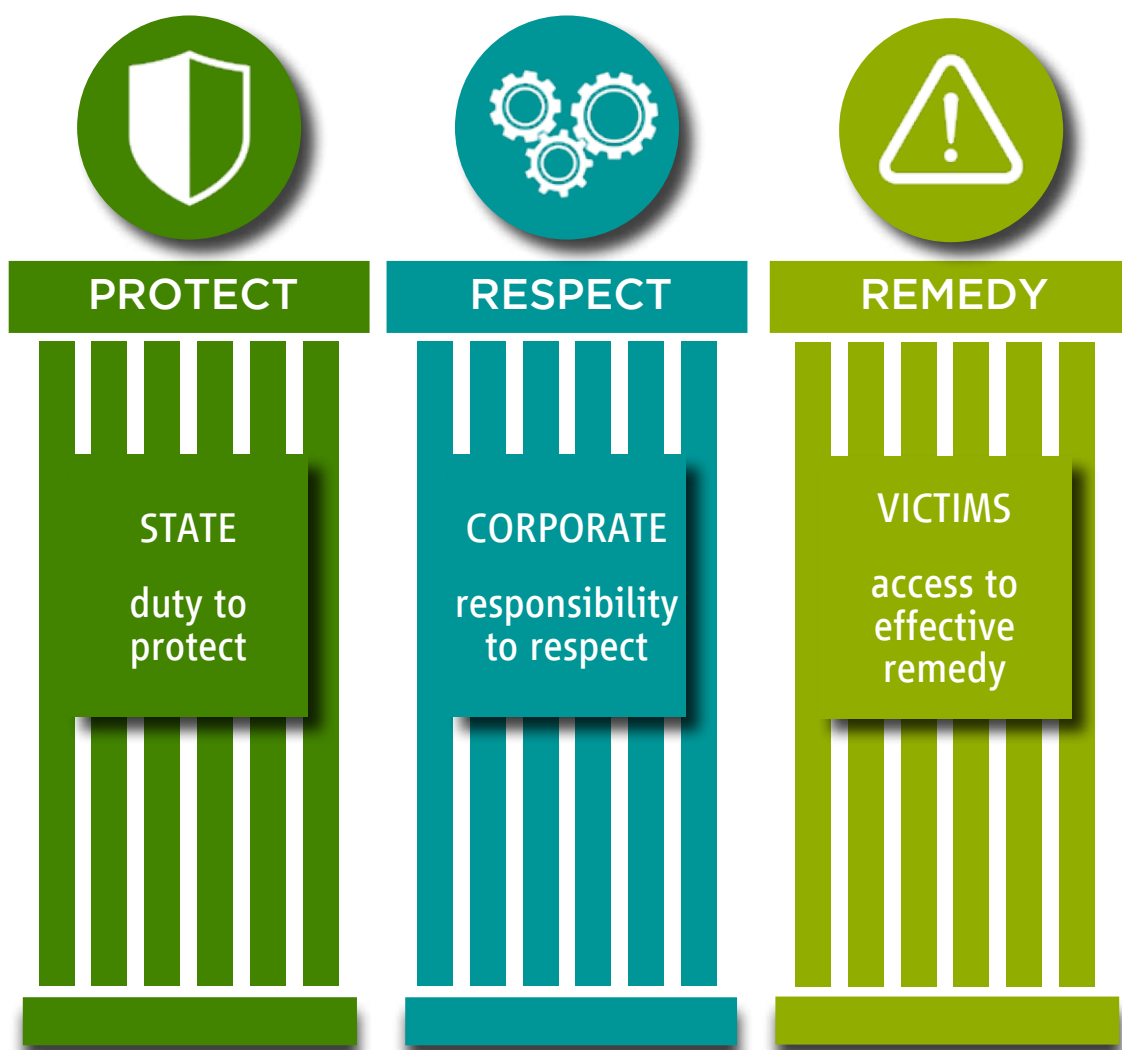 PROTECT
STATE
duty to
protect
RESPECT
CORPORATE
responsibility
to respect
REMEDY
VICTIMS
access to
effective
remedy